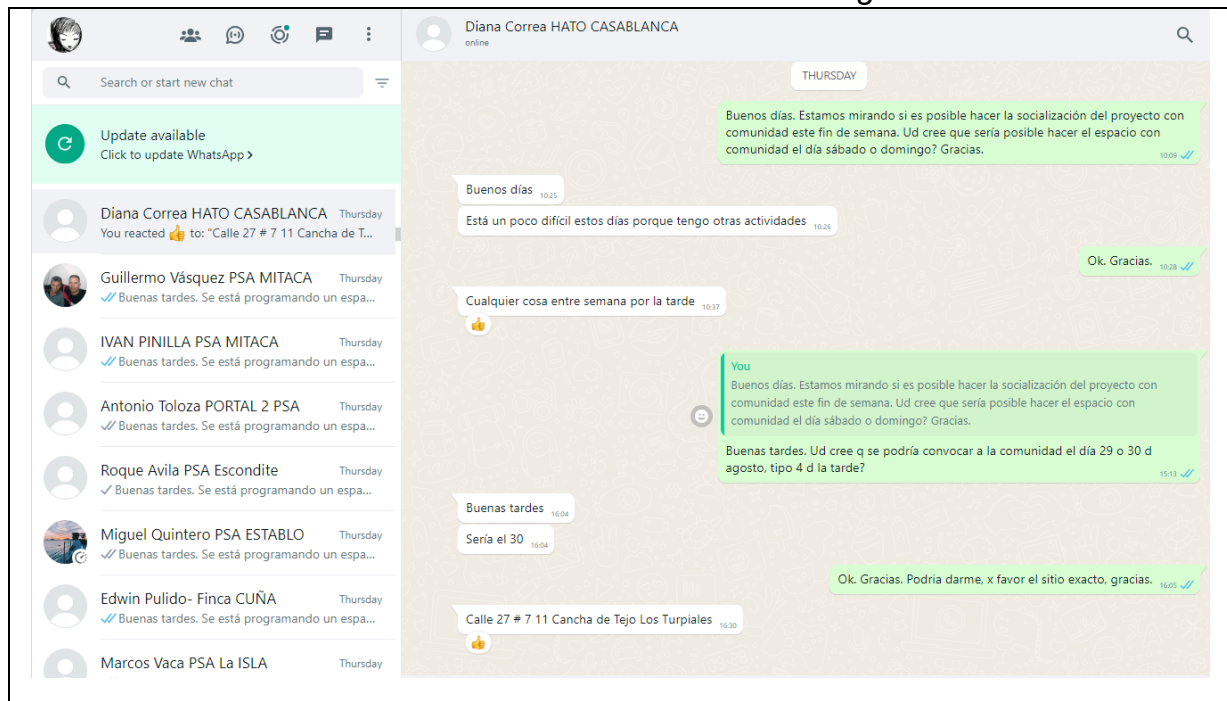 Search or start new chat
Update available
Click to update WhatsApp >
Diana Correa HATO CASABLANCA Thursday
You reacted 👍 to: "Calle 27 # 7 11 Cancha de T...
Guillermo Vásquez PSA MITACA Thursday
Buenas tardes. Se está programando un espa...
IVAN PINILLA PSA MITACA Thursday
Buenas tardes. Se está programando un espa...
Antonio Toloza PORTAL 2 PSA Thursday
Buenas tardes. Se está programando un espa...
Roque Avila PSA Escondite Thursday
Buenas tardes. Se está programando un espa...
Miguel Quintero PSA ESTABLO Thursday
Buenas tardes. Se está programando un espa...
Edwin Pulido- Finca CUÑA Thursday
Buenas tardes. Se está programando un espa...
Marcos Vaca PSA La ISLA Thursday
Diana Correa HATO CASABLANCA
online
THURSDAY
Buenos días. Estamos mirando si es posible hacer la socialización del proyecto con
comunidad este fin de semana. Ud cree que sería posible hacer el espacio con
comunidad el día sábado o domingo? Gracias.
10:09
Buenos días 10:25
Está un poco difícil estos días porque tengo otras actividades 10:26
Ok. Gracias. 10:28
Cualquier cosa entre semana por la tarde 10:37
👍
You
Buenos días. Estamos mirando si es posible hacer la socialización del proyecto con
comunidad este fin de semana. Ud cree que sería posible hacer el espacio con
comunidad el día sábado o domingo? Gracias.
Buenas tardes. Ud cree q se podría convocar a la comunidad el día 29 o 30 d
agosto, tipo 4 d la tarde?
15:13
Buenas tardes 16:04
Sería el 30 16:04
Ok. Gracias. Podria darme, x favor el sitio exacto, gracias. 16:05
Calle 27 # 7 11 Cancha de Tejo Los Turpiales 16:30
👍